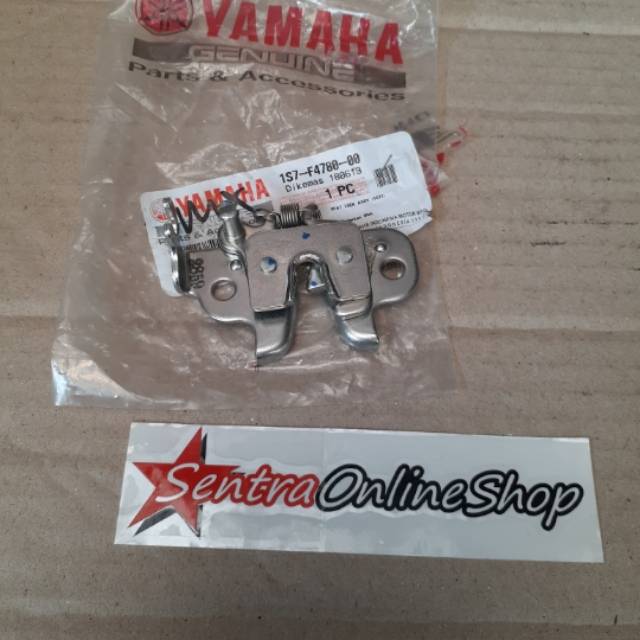 YAMAHA
GENUINE
Parts & Accessories
YAMAHA
1S7-F4780-00
Dikemas 180613
1 PC
SentraOnlineShop